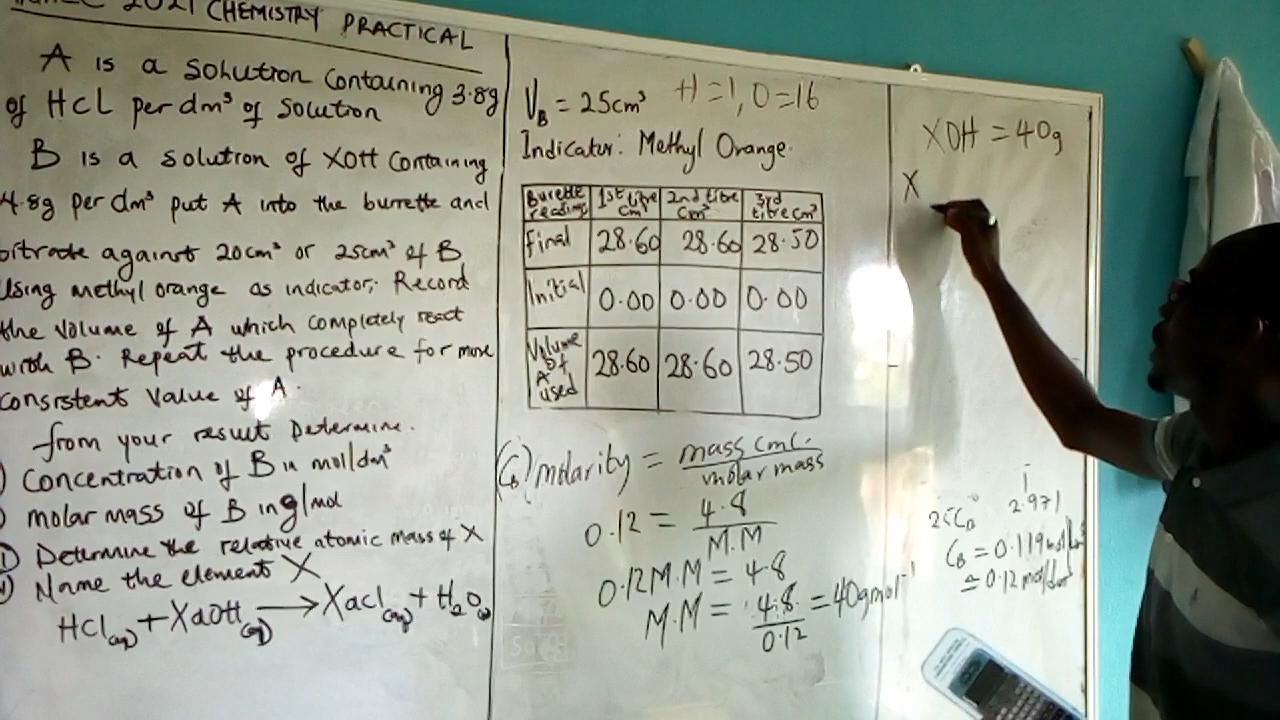 2021 CHEMISTRY PRACTICAL
A is a solution containing 3.8g
of HCL per dm³ of solution
B is a solution of XOH containing
4.8g per dm³ put A into the burrette and
titrate against 20cm³ or 25cm³ of B
Using methyl orange as indicator; Record
the volume of A which completely react
with B. Repeat the procedure for more
consistents value of A.
from your result Determine.
Concentration of B in mol/dm³
molar mass of B in g/mol
Determine the relative atomic mass of X
Name the element X
HCl(aq) + XaOH(aq) → Xacl(aq) + H₂O
V_B = 25cm³ H = 1, O = 16
Indicator: Methyl Orange.
Burette reading 1st titre cm³ 2nd titre cm³ 3rd titre cm³
final 28.60 28.60 28.50
Initial 0.00 0.00 0.00
Volume of A used 28.60 28.60 28.50
molarity = mass conc. / molar mass
0.12 = 4.8 / M.M
0.12 M.M = 4.8
M.M = 4.8 / 0.12 = 40gmol⁻¹
XOH = 40g
X
25C_B 2.971
C_B = 0.119 mol/dm³
≃ 0.12 mol/dm³